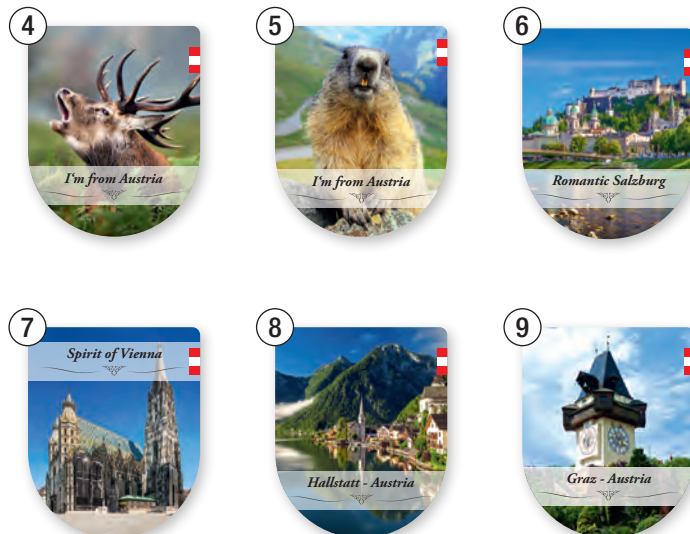 4
5
6
I'm from Austria
I'm from Austria
Romantic Salzburg
7
8
9
Spirit of Vienna
Hallstatt - Austria
Graz - Austria